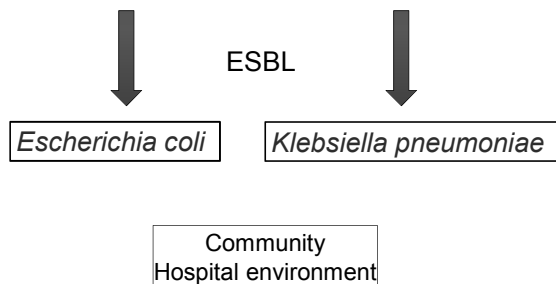 ESBL
Escherichia coli
Klebsiella pneumoniae
Community
Hospital environment